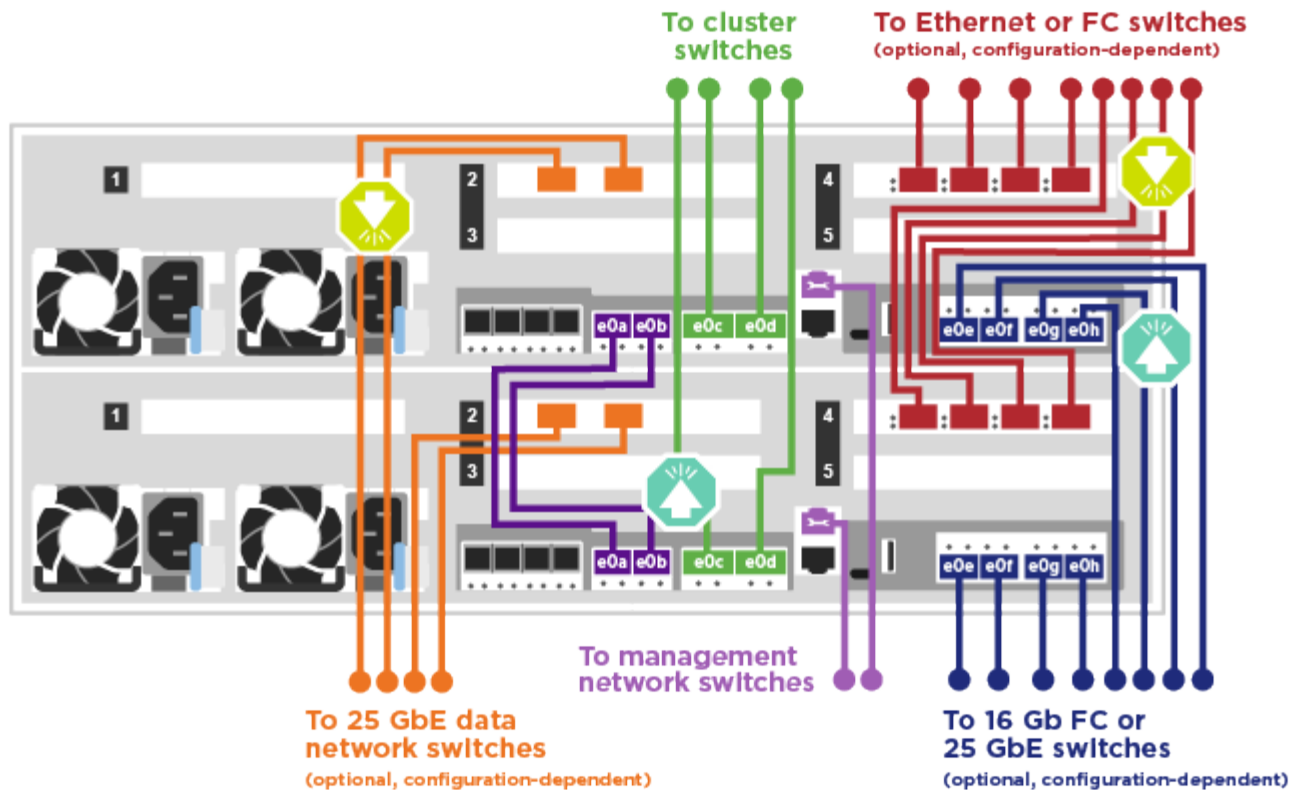 To cluster
switches
To Ethernet or FC switches
(optional, configuration-dependent)
1
2
3
4
5
e0a
e0b
e0c
e0d
e0e
e0f
e0g
e0h
1
2
3
4
5
e0a
e0b
e0c
e0d
e0e
e0f
e0g
e0h
To management
network switches
To 25 GbE data
network switches
(optional, configuration-dependent)
To 16 Gb FC or
25 GbE switches
(optional, configuration-dependent)